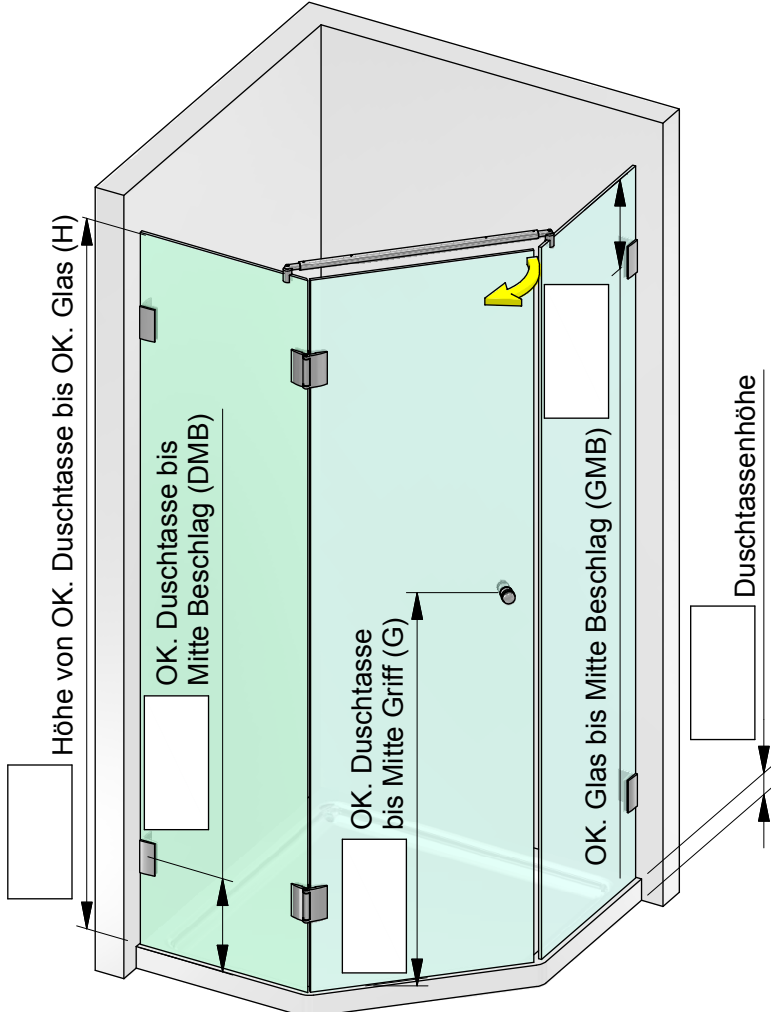 Höhe von OK. Duschtasse bis OK. Glas (H)
OK. Duschtasse bis
Mitte Beschlag (DMB)
OK. Duschtasse
bis Mitte Griff (G)
OK. Glas bis Mitte Beschlag (GMB)
Duschtassenhöhe